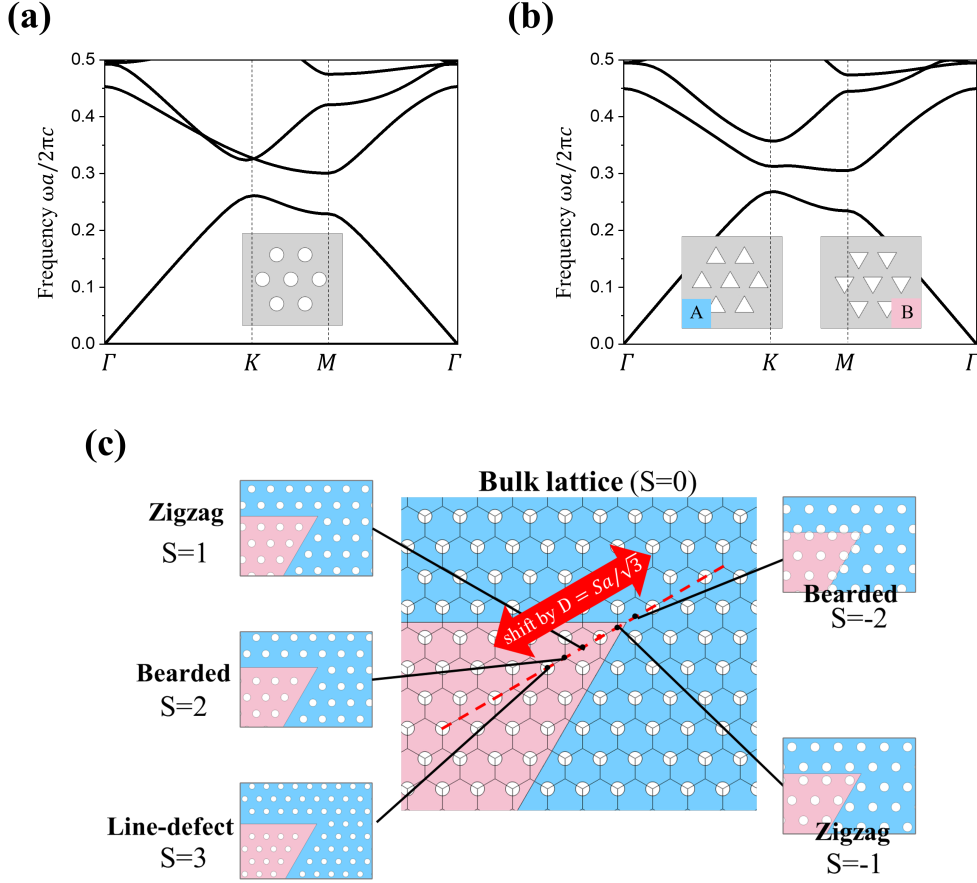 (a)
(b)
0.5
0.4
0.3
0.2
0.1
0.0
Frequency ωa/2πc
Γ
K
M
Γ
0.5
0.4
0.3
0.2
0.1
0.0
Frequency ωa/2πc
A
B
Γ
K
M
Γ
(c)
Bulk lattice (S=0)
shift by D = Sa/√3
Zigzag
S=1
Bearded
S=2
Line-defect
S=3
Bearded
S=-2
Zigzag
S=-1